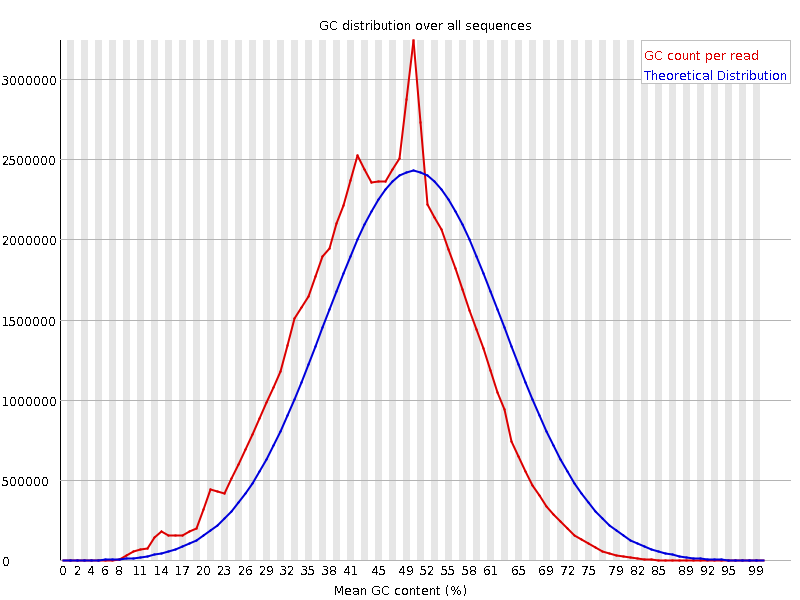 GC distribution over all sequences
GC count per read
Theoretical Distribution
3000000
2500000
2000000
1500000
1000000
500000
0
0 2 4 6 8 11 14 17 20 23 26 29 32 35 38 41 45 49 52 55 58 61 65 69 72 75 79 82 85 89 92 95 99
Mean GC content (%)